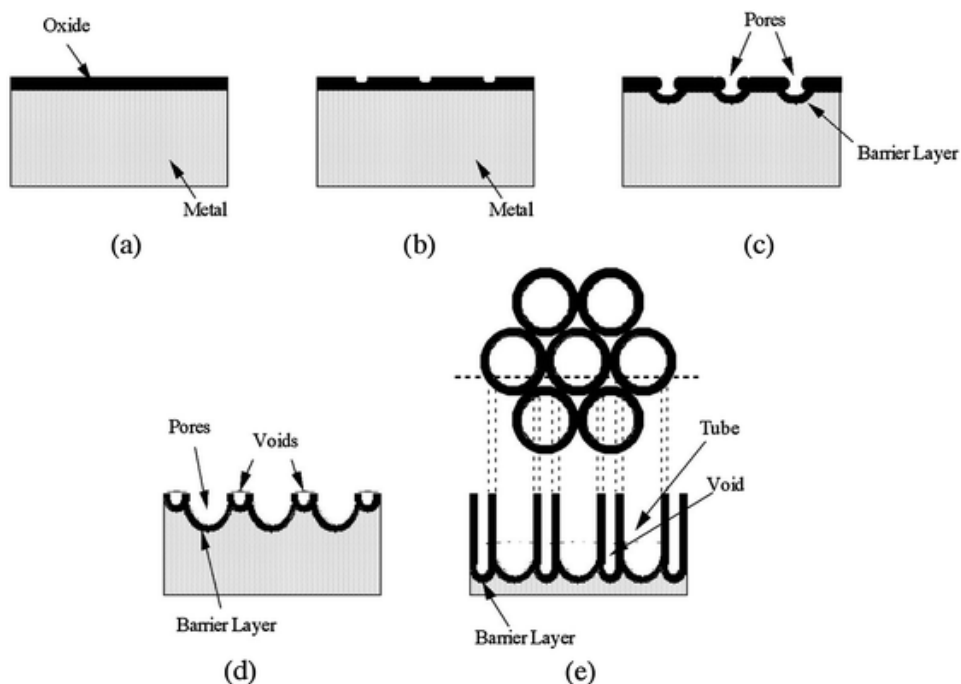 Oxide
Metal
(a)
Metal
(b)
Pores
Barrier Layer
(c)
Pores
Voids
Barrier Layer
(d)
Tube
Void
Barrier Layer
(e)